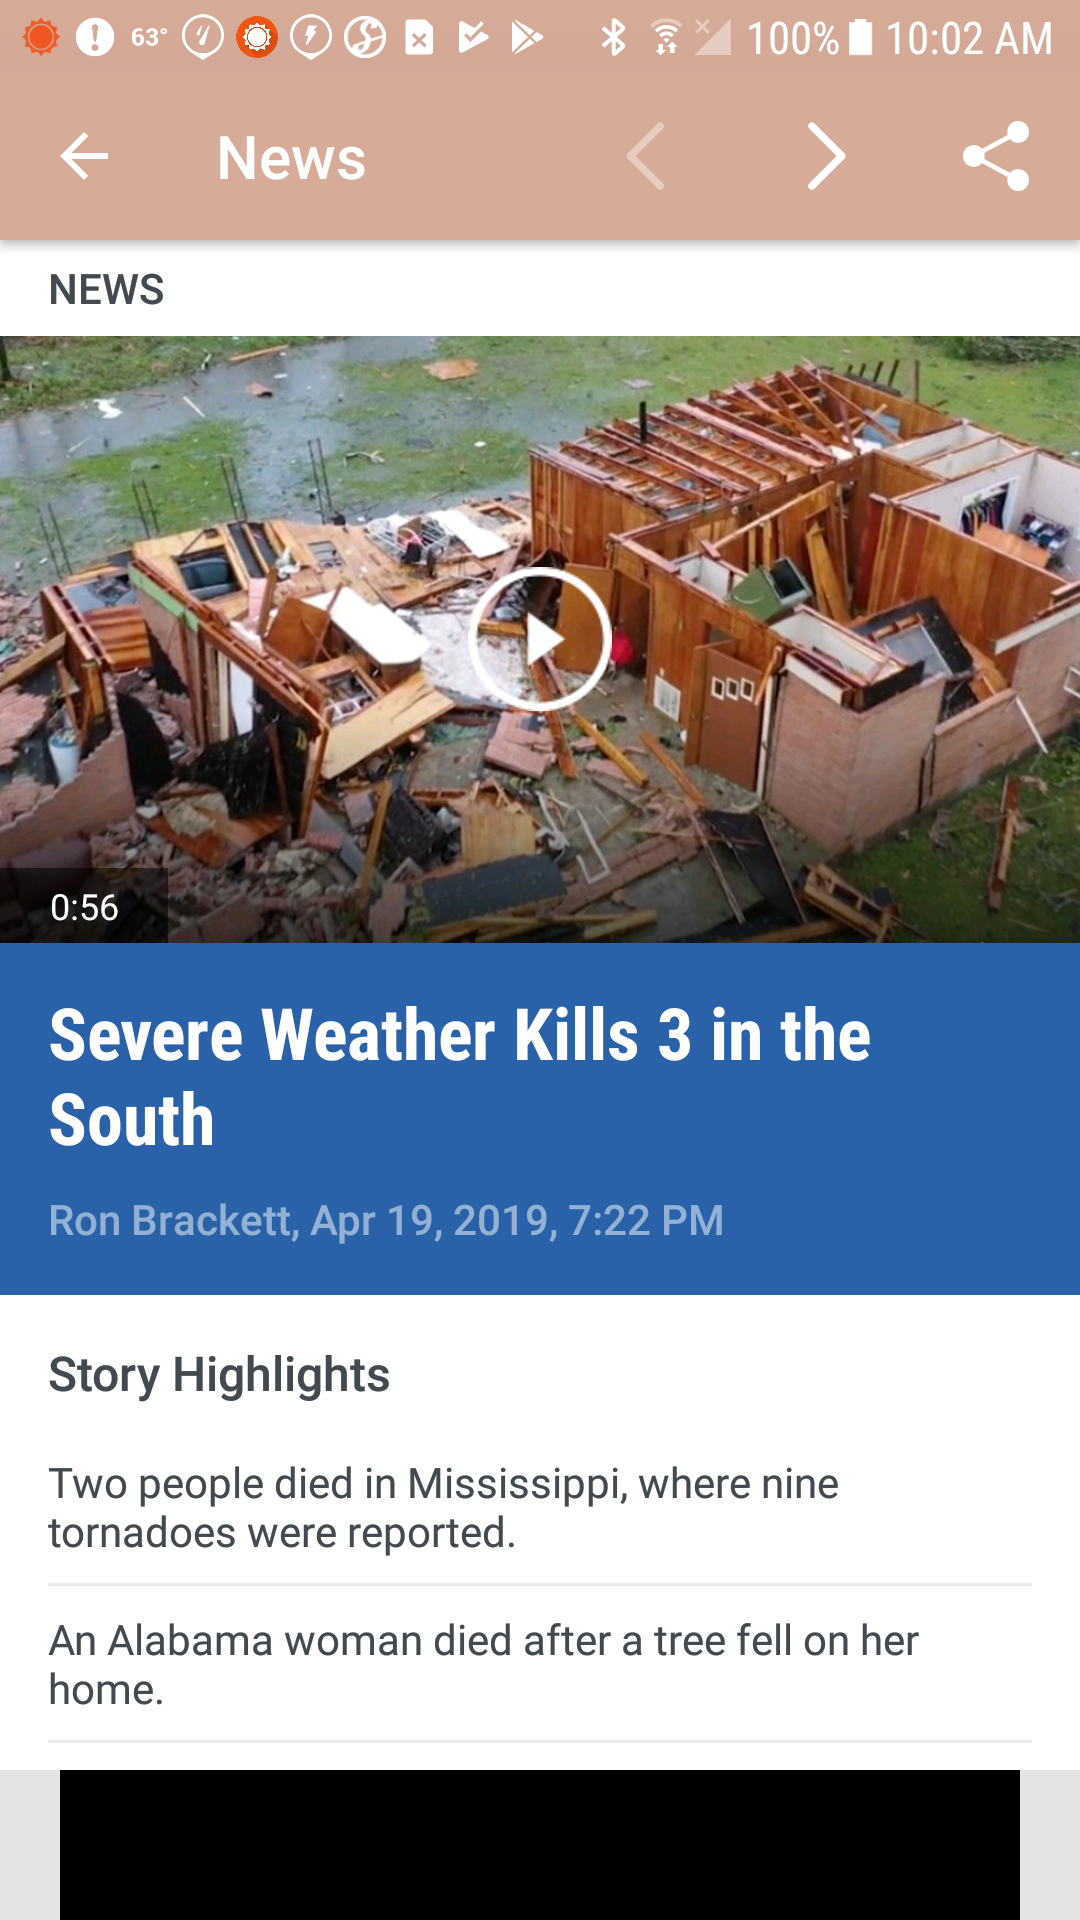 63° 100% 10:02 AM
News
NEWS
0:56
Severe Weather Kills 3 in the
South
Ron Brackett, Apr 19, 2019, 7:22 PM
Story Highlights
Two people died in Mississippi, where nine
tornadoes were reported.
An Alabama woman died after a tree fell on her
home.